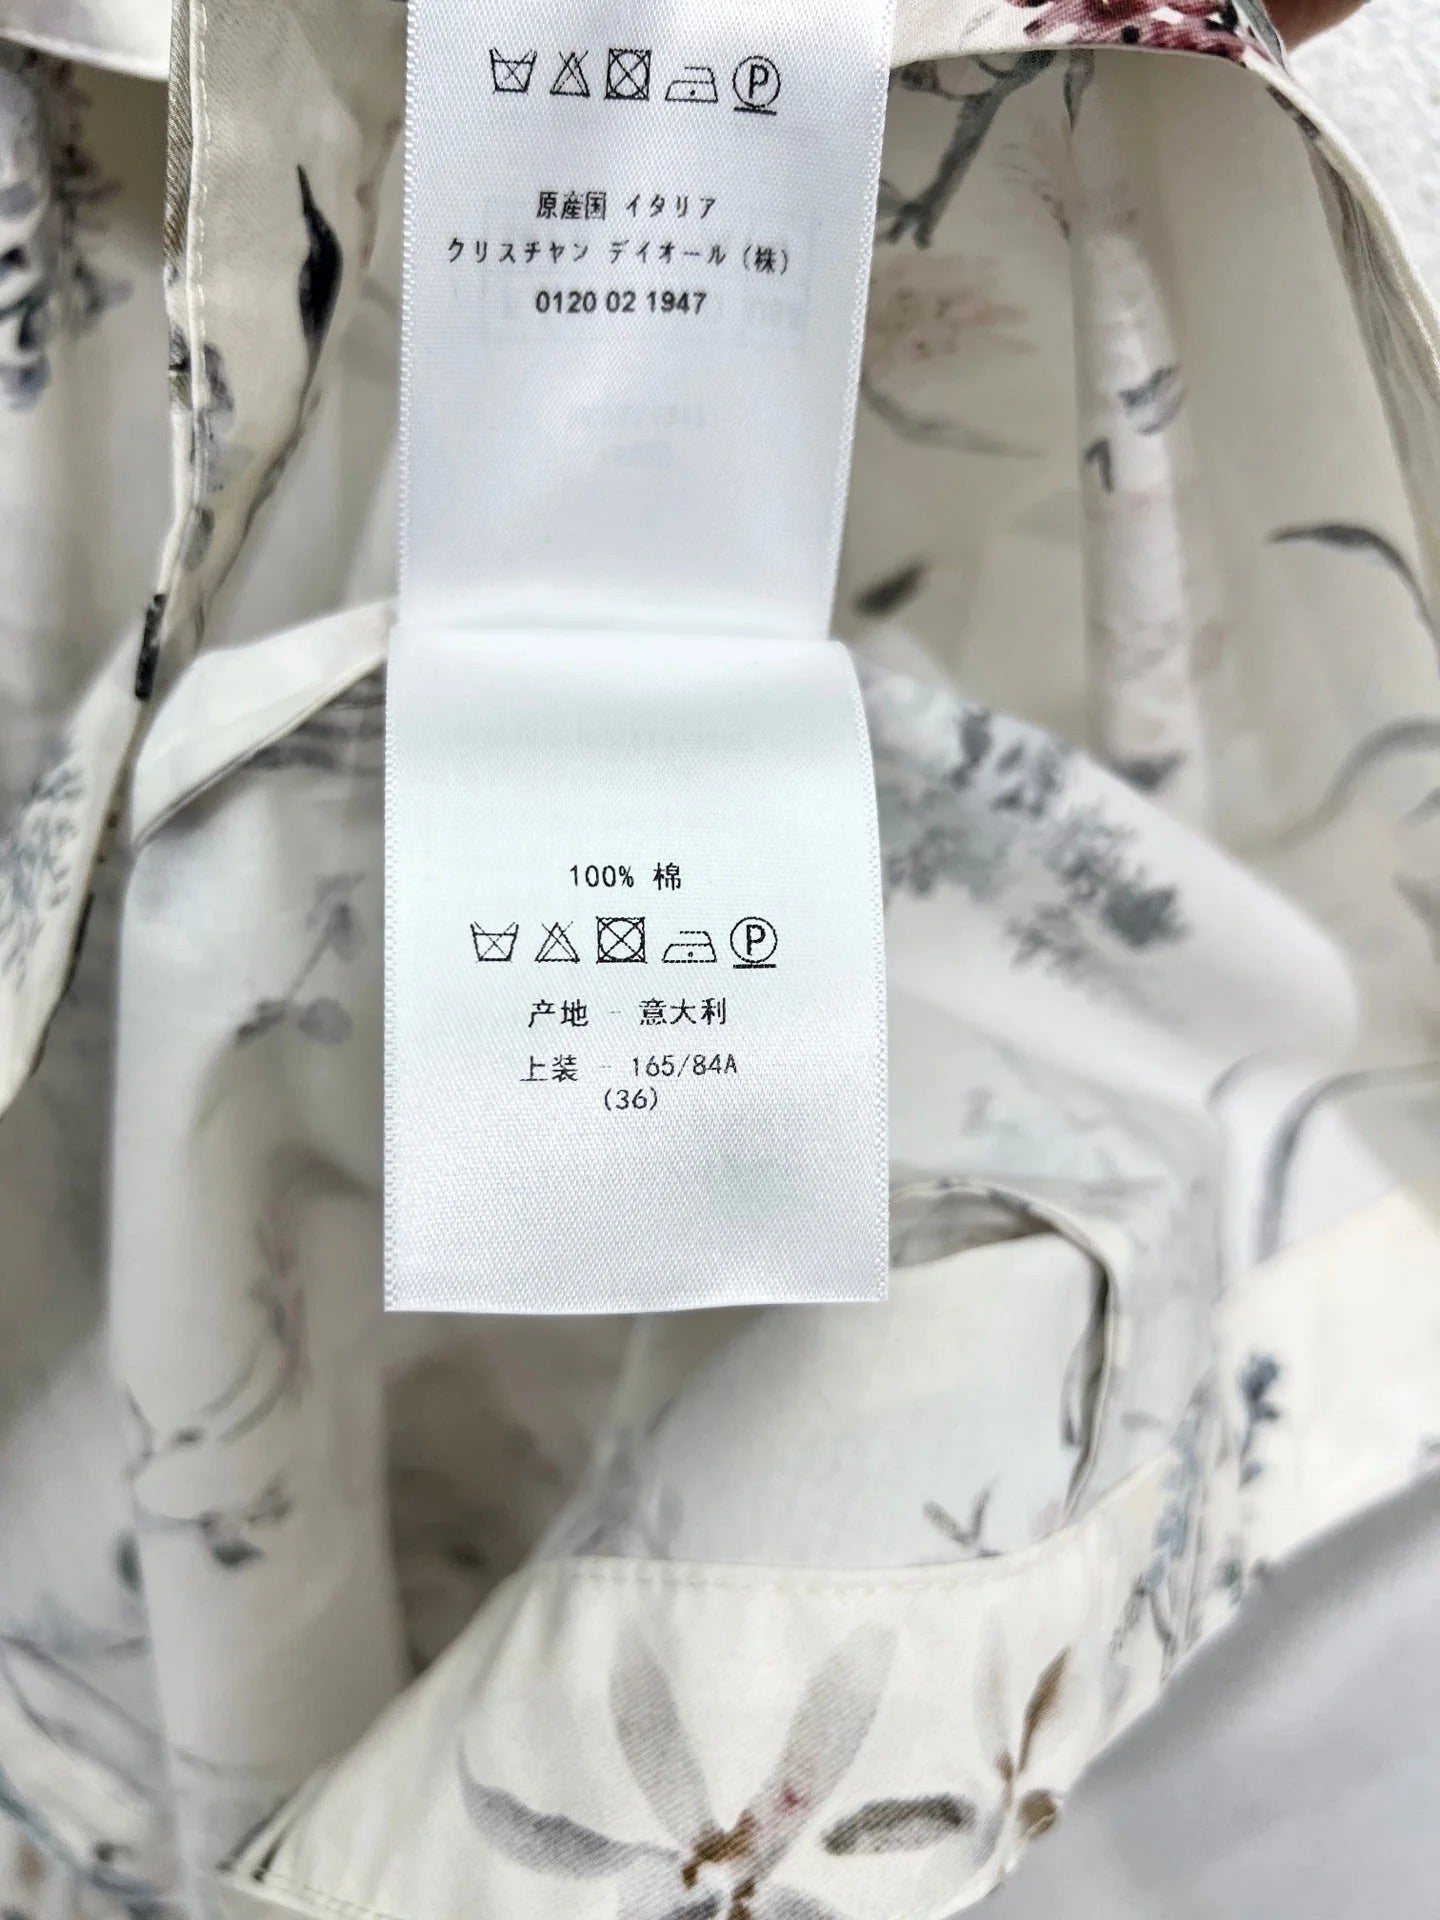 P
原産国 イタリア
クリスチャン デイオール (株)
0120 02 1947
100% 棉
P
产地 - 意大利
上装 - 165/84A
(36)